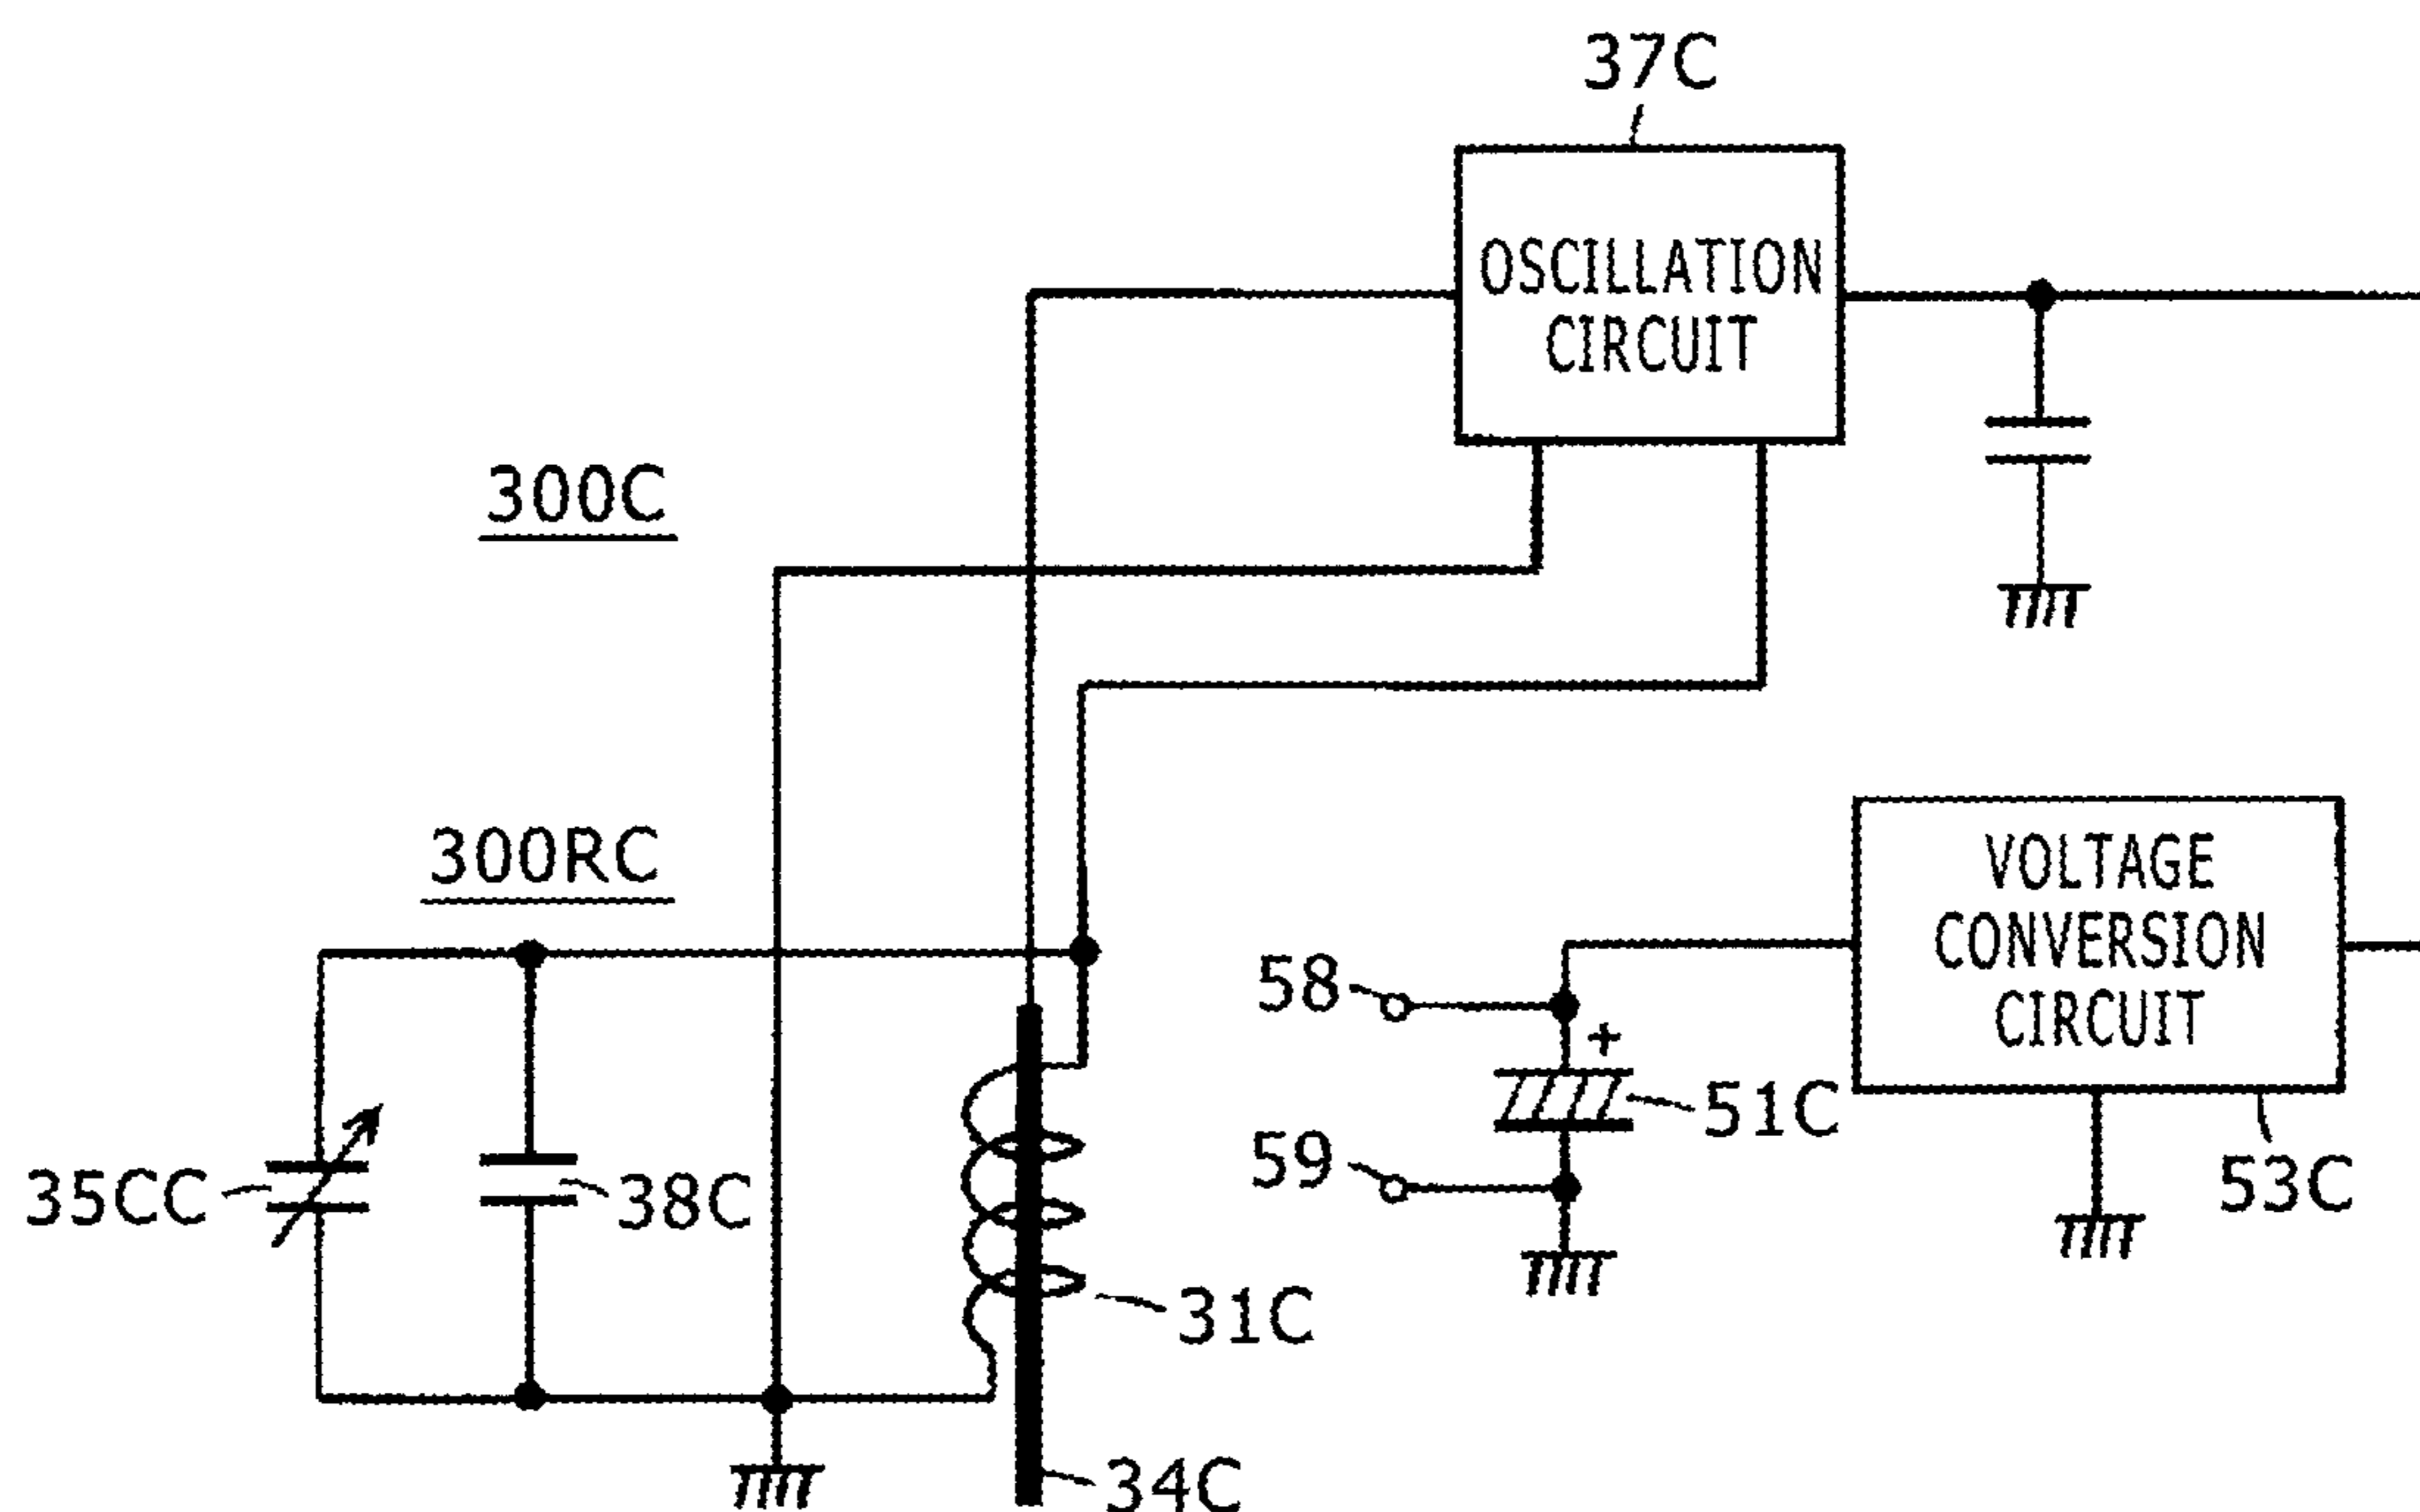 37C
OSCILLATION
CIRCUIT
300C
300RC
VOLTAGE
CONVERSION
CIRCUIT
58
+
51C
59
53C
35CC
38C
31C
34C